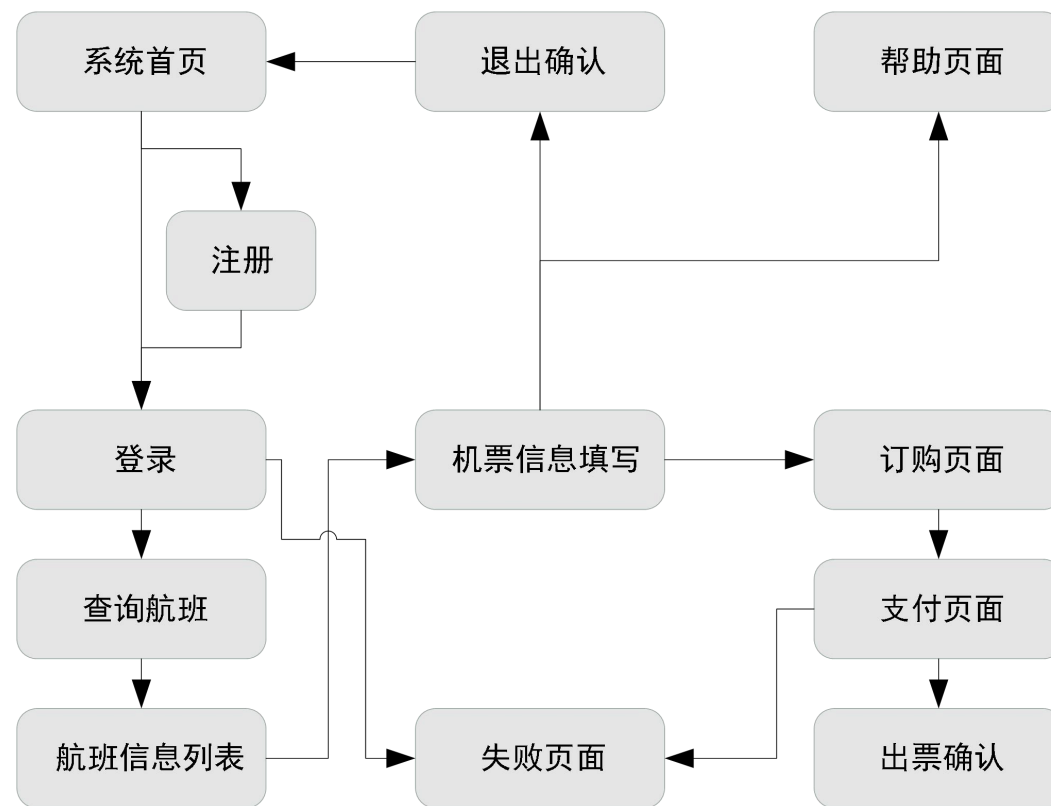 系统首页
退出确认
帮助页面
注册
登录
机票信息填写
订购页面
查询航班
支付页面
航班信息列表
失败页面
出票确认